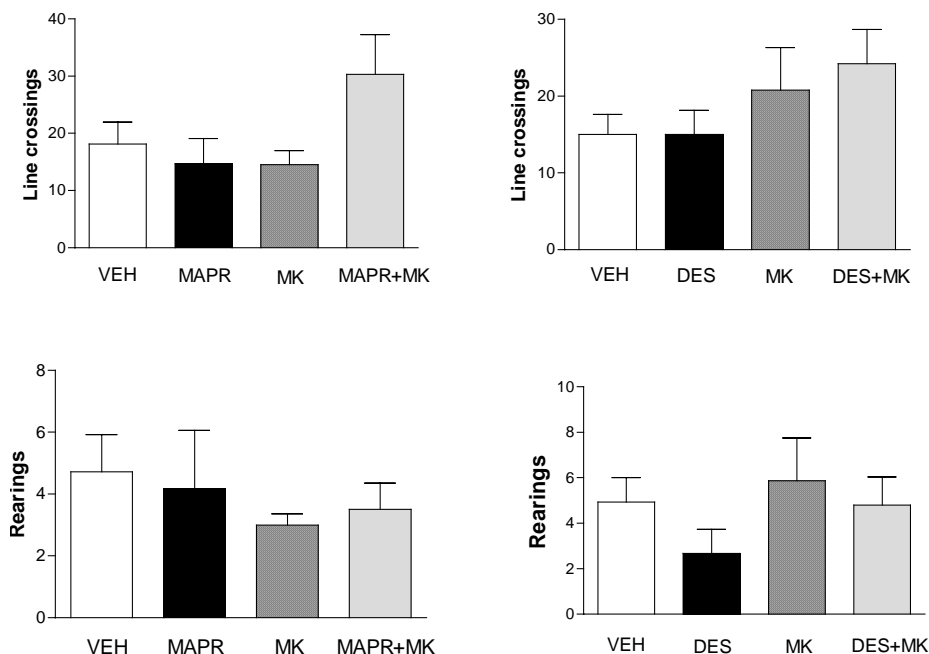 Line crossings
40
30
20
10
0
VEH MAPR MK MAPR+MK
Line crossings
30
20
10
0
VEH DES MK DES+MK
Rearings
8
6
4
2
0
VEH MAPR MK MAPR+MK
Rearings
10
8
6
4
2
0
VEH DES MK DES+MK